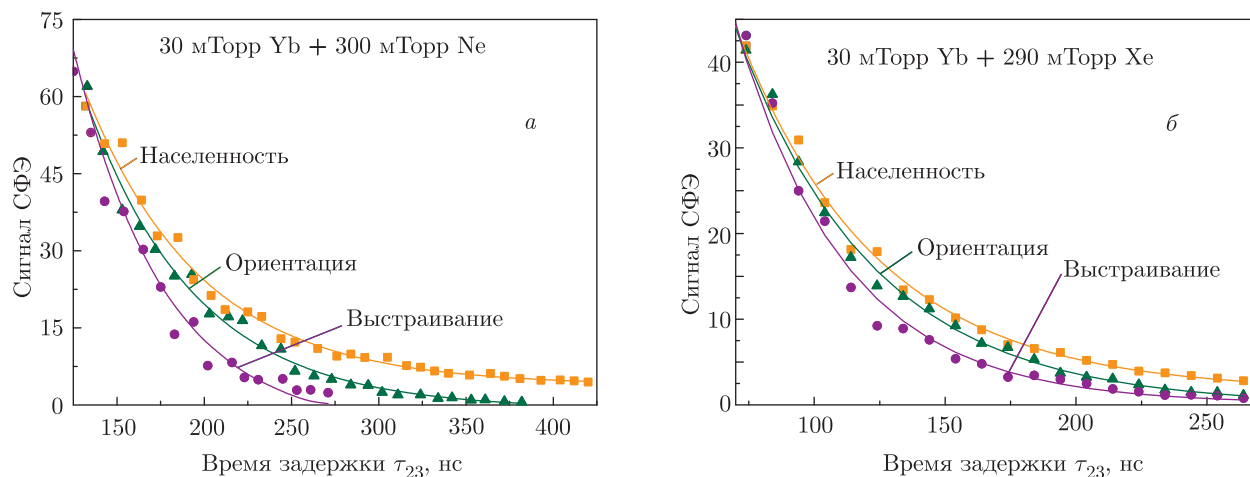 75
60
45
30
15
0
Сигнал СФЭ
30 мТорр Yb + 300 мТорр Ne
а
Населенность
Ориентация
Выстраивание
150 200 250 300 350 400
Время задержки τ23, нс
40
30
20
10
0
Сигнал СФЭ
30 мТорр Yb + 290 мТорр Xe
б
Населенность
Ориентация
Выстраивание
100 150 200 250
Время задержки τ23, нс